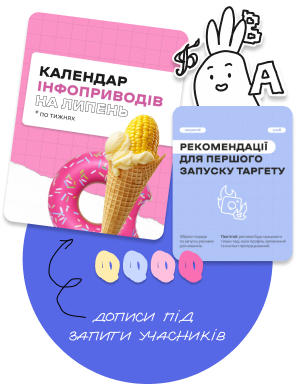 Б
В
А
КАЛЕНДАР
ІНФОПРИВОДІВ
НА ЛИПЕНЬ
* ПО ТИЖНЯХ
РЕКОМЕНДАЦІЇ
ДЛЯ ПЕРШОГО
ЗАПУСКУ ТАРГЕТУ
ДОПИСИ ПІД
ЗАПИТИ УЧАСНИКІВ